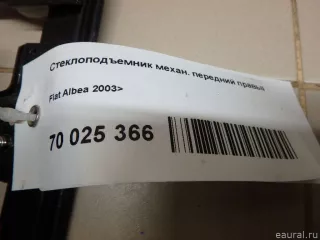 Стеклоподъемник механ. передний правый
Fiat Albea 2003>
70 025 366
eaural.ru